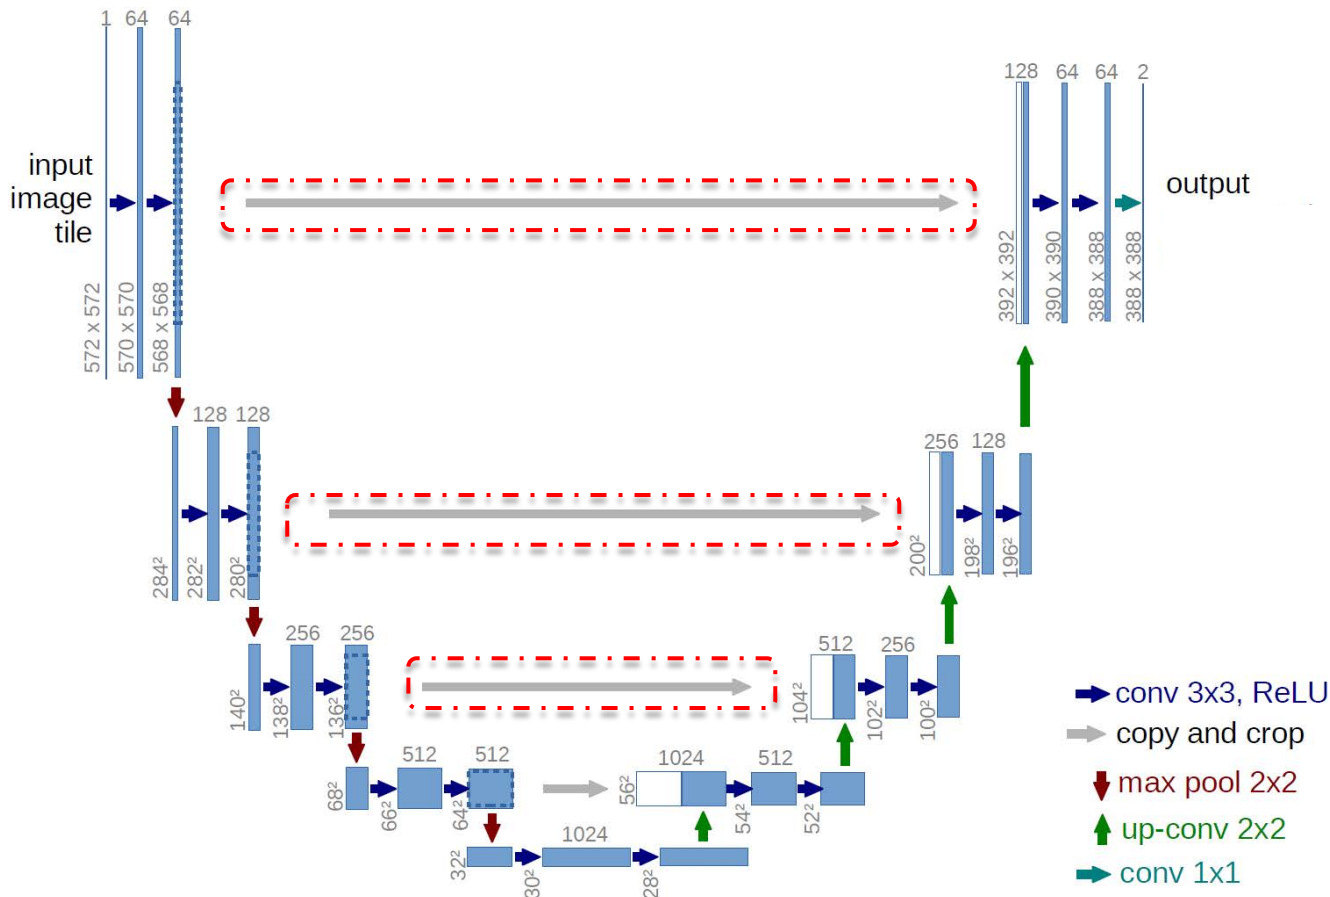 1 64 64
input
image
tile
572 x 572
570 x 570
568 x 568
128 64 64 2
output
392 x 392
390 x 390
388 x 388
388 x 388
128 128
284²
282²
280²
256 128
200²
198²
196²
256 256
140²
138²
136²
512 256
104²
102²
100²
512 512
68²
66²
64²
1024 512
56²
54²
52²
1024
32²
30²
28²
conv 3x3, ReLU
copy and crop
max pool 2x2
up-conv 2x2
conv 1x1